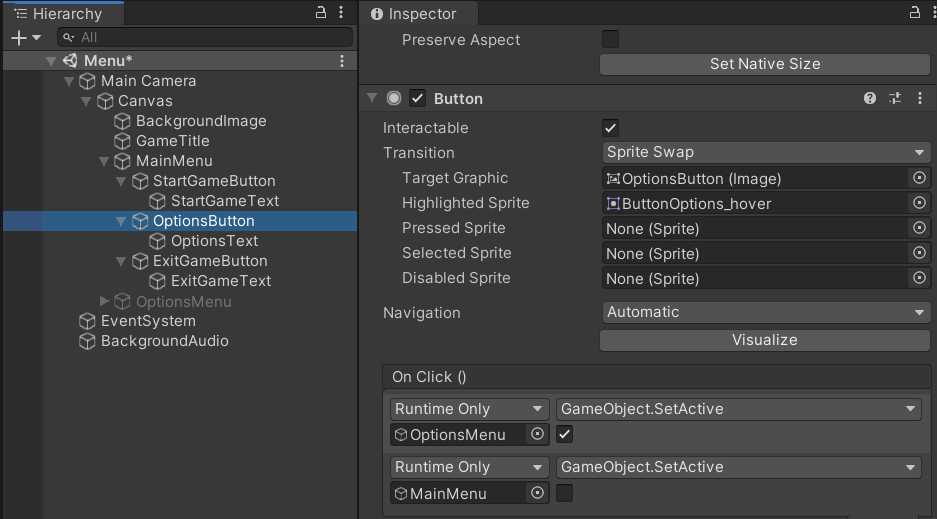 Hierarchy
All
Menu*
Main Camera
Canvas
BackgroundImage
GameTitle
MainMenu
StartGameButton
StartGameText
OptionsButton
OptionsText
ExitGameButton
ExitGameText
OptionsMenu
EventSystem
BackgroundAudio
Inspector
Preserve Aspect
Set Native Size
Button
Interactable
Transition Sprite Swap
Target Graphic OptionsButton (Image)
Highlighted Sprite ButtonOptions_hover
Pressed Sprite None (Sprite)
Selected Sprite None (Sprite)
Disabled Sprite None (Sprite)
Navigation Automatic
Visualize
On Click ()
Runtime Only GameObject.SetActive
OptionsMenu
Runtime Only GameObject.SetActive
MainMenu